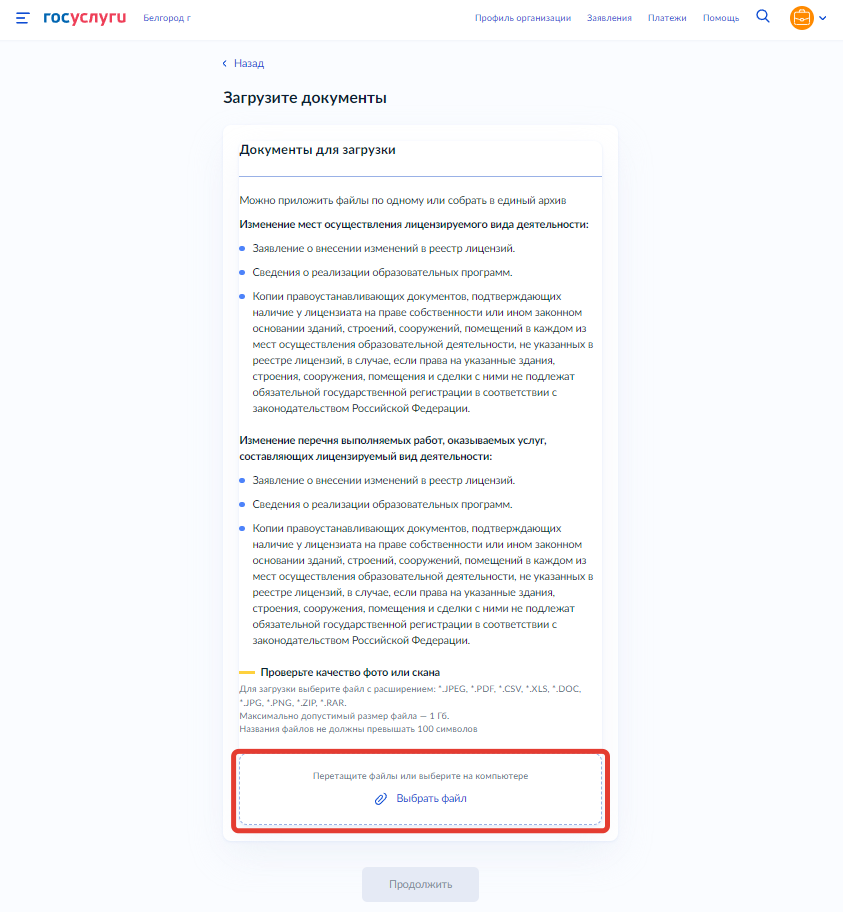 госуслуги Белгород г Профиль организации Заявления Платежи Помощь
Назад
Загрузите документы
Документы для загрузки
Можно приложить файлы по одному или собрать в единый архив
Изменение мест осуществления лицензируемого вида деятельности:
Заявление о внесении изменений в реестр лицензий.
Сведения о реализации образовательных программ.
Копии правоустанавливающих документов, подтверждающих
наличие у лицензиата на праве собственности или ином законном
основании зданий, строений, сооружений, помещений в каждом из
мест осуществления образовательной деятельности, не указанных в
реестре лицензий, в случае, если права на указанные здания,
строения, сооружения, помещения и сделки с ними не подлежат
обязательной государственной регистрации в соответствии с
законодательством Российской Федерации.
Изменение перечня выполняемых работ, оказываемых услуг,
составляющих лицензируемый вид деятельности:
Заявление о внесении изменений в реестр лицензий.
Сведения о реализации образовательных программ.
Копии правоустанавливающих документов, подтверждающих
наличие у лицензиата на праве собственности или ином законном
основании зданий, строений, сооружений, помещений в каждом из
мест осуществления образовательной деятельности, не указанных в
реестре лицензий, в случае, если права на указанные здания,
строения, сооружения, помещения и сделки с ними не подлежат
обязательной государственной регистрации в соответствии с
законодательством Российской Федерации.
Проверьте качество фото или скана
Для загрузки выберите файл с расширением: *.JPEG, *.PDF, *.CSV, *.XLS, *.DOC,
*.JPG, *.PNG, *.ZIP, *.RAR.
Максимально допустимый размер файла — 1 Гб.
Названия файлов не должны превышать 100 символов
Перетащите файлы или выберите на компьютере
Выбрать файл
Продолжить